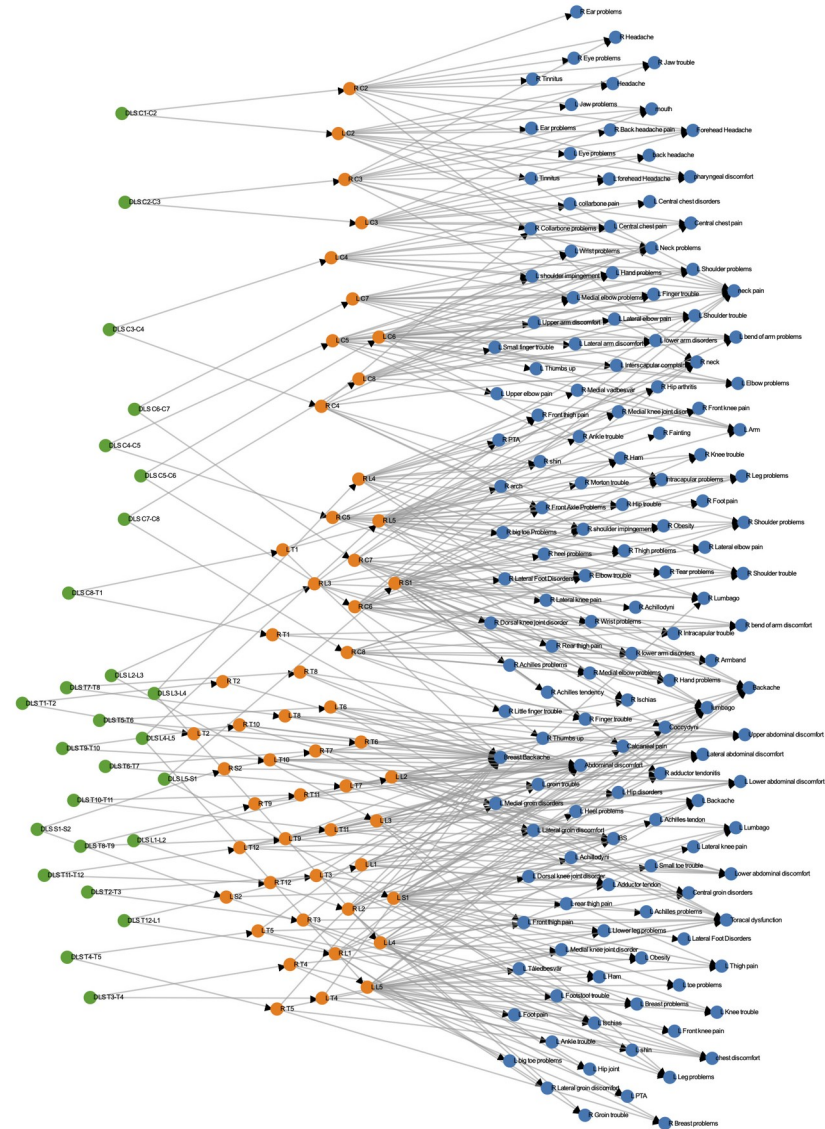 R Ear problems
R Headache
R Eye problems
R Jaw trouble
R Tinnitus
Headache
R C2
L Jaw problems
mouth
DLS C1-C2
L Ear problems
R Back headache pain
Forehead Headache
L C2
L Eye problems
back headache
R C3
L Tinnitus
L forehead Headache
pharyngeal discomfort
DLS C2-C3
L collarbone pain
L Central chest disorders
L C3
R Collarbone problems
L Central chest pain
Central chest pain
L C4
L Wrist problems
L Neck problems
L shoulder impingement
L Hand problems
L Shoulder problems
L C7
L Medial elbow problems
L Finger trouble
neck pain
DLS C3-C4
L Upper arm discomfort
L Lateral elbow pain
L Shoulder trouble
L C5
L C6
L Small finger trouble
L Lateral arm discomfort
L lower arm disorders
L bend of arm problems
L C8
L Thumbs up
L Interscapular complaints
R neck
L Upper elbow pain
R Medial vadbesvär
R Hip arthritis
L Elbow problems
DLS C6-C7
R C4
R Front thigh pain
R Medial knee joint disorder
R Front knee pain
DLS C4-C5
R PTA
R Ankle trouble
R Fainting
L Arm
DLS C5-C6
R shin
R Ham
R Knee trouble
R L4
R arch
R Morton trouble
Intracapular problems
R Leg problems
DLS C7-C8
R C5
R L5
R Front Axle Problems
R Hip trouble
R Foot pain
R big toe Problems
R shoulder impingement
R Obesity
R Shoulder problems
L T1
R C7
R heel problems
R Thigh problems
R Lateral elbow pain
DLS C8-T1
R L3
R S1
R Lateral Foot Disorders
R Elbow trouble
R Tear problems
R Shoulder trouble
R C6
R Lateral knee pain
R Achillodyni
R Lumbago
R T1
R Dorsal knee joint disorder
R Wrist problems
R Intracapular trouble
R bend of arm discomfort
R C8
R Rear thigh pain
R lower arm disorders
R Armband
DLS L2-L3
R T8
R Achilles problems
R Medial elbow problems
R Hand problems
Backache
DLS T7-T8
R T2
DLS L3-L4
R Achilles tendency
R Ischias
DLS T1-T2
L T6
R Little finger trouble
R Finger trouble
lumbago
DLS T5-T6
L T8
R T10
Coccydyni
Upper abdominal discomfort
DLS L4-L5
L T2
R T6
R Thumbs up
Calcaneal pain
DLS T9-T10
R T7
Breast Backache
Lateral abdominal discomfort
DLS T6-T7
R S2
L T10
Abdominal discomfort
R adductor tendonitis
DLS L5-S1
L T7
L L2
L groin trouble
L Hip disorders
L Lower abdominal discomfort
DLS T10-T11
R T9
R T11
L Medial groin disorders
L Heel problems
L Backache
DLS S1-S2
L T11
L L3
L Lateral groin discomfort
L Achilles tendon
L Lumbago
DLS T8-T9
DLS L1-L2
L T12
L T9
IBS
L Lateral knee pain
L L1
L Achillodyni
L Small toe trouble
DLS T11-T12
L T3
L Dorsal knee joint disorder
Lower abdominal discomfort
DLS T2-T3
R T12
L Adductor tendon
Central groin disorders
L S2
L S1
L rear thigh pain
L Achilles problems
DLS T12-L1
R T3
R L2
L Front thigh pain
Toracal dysfunction
L T5
L Llower leg problems
L Lateral Foot Disorders
DLS T4-T5
R L1
L L4
L Medial knee joint disorder
L Obesity
R T4
L Tåledbesvär
L Thigh pain
L Ham
L toe problems
DLS T3-T4
L T4
L L5
L Footstool trouble
L Breast problems
R T5
L Foot pain
L Ischias
L Knee trouble
L Front knee pain
L Ankle trouble
L shin
chest discomfort
L big toe problems
L Hip joint
L Leg problems
R Lateral groin discomfort
L PTA
R Groin trouble
R Breast problems